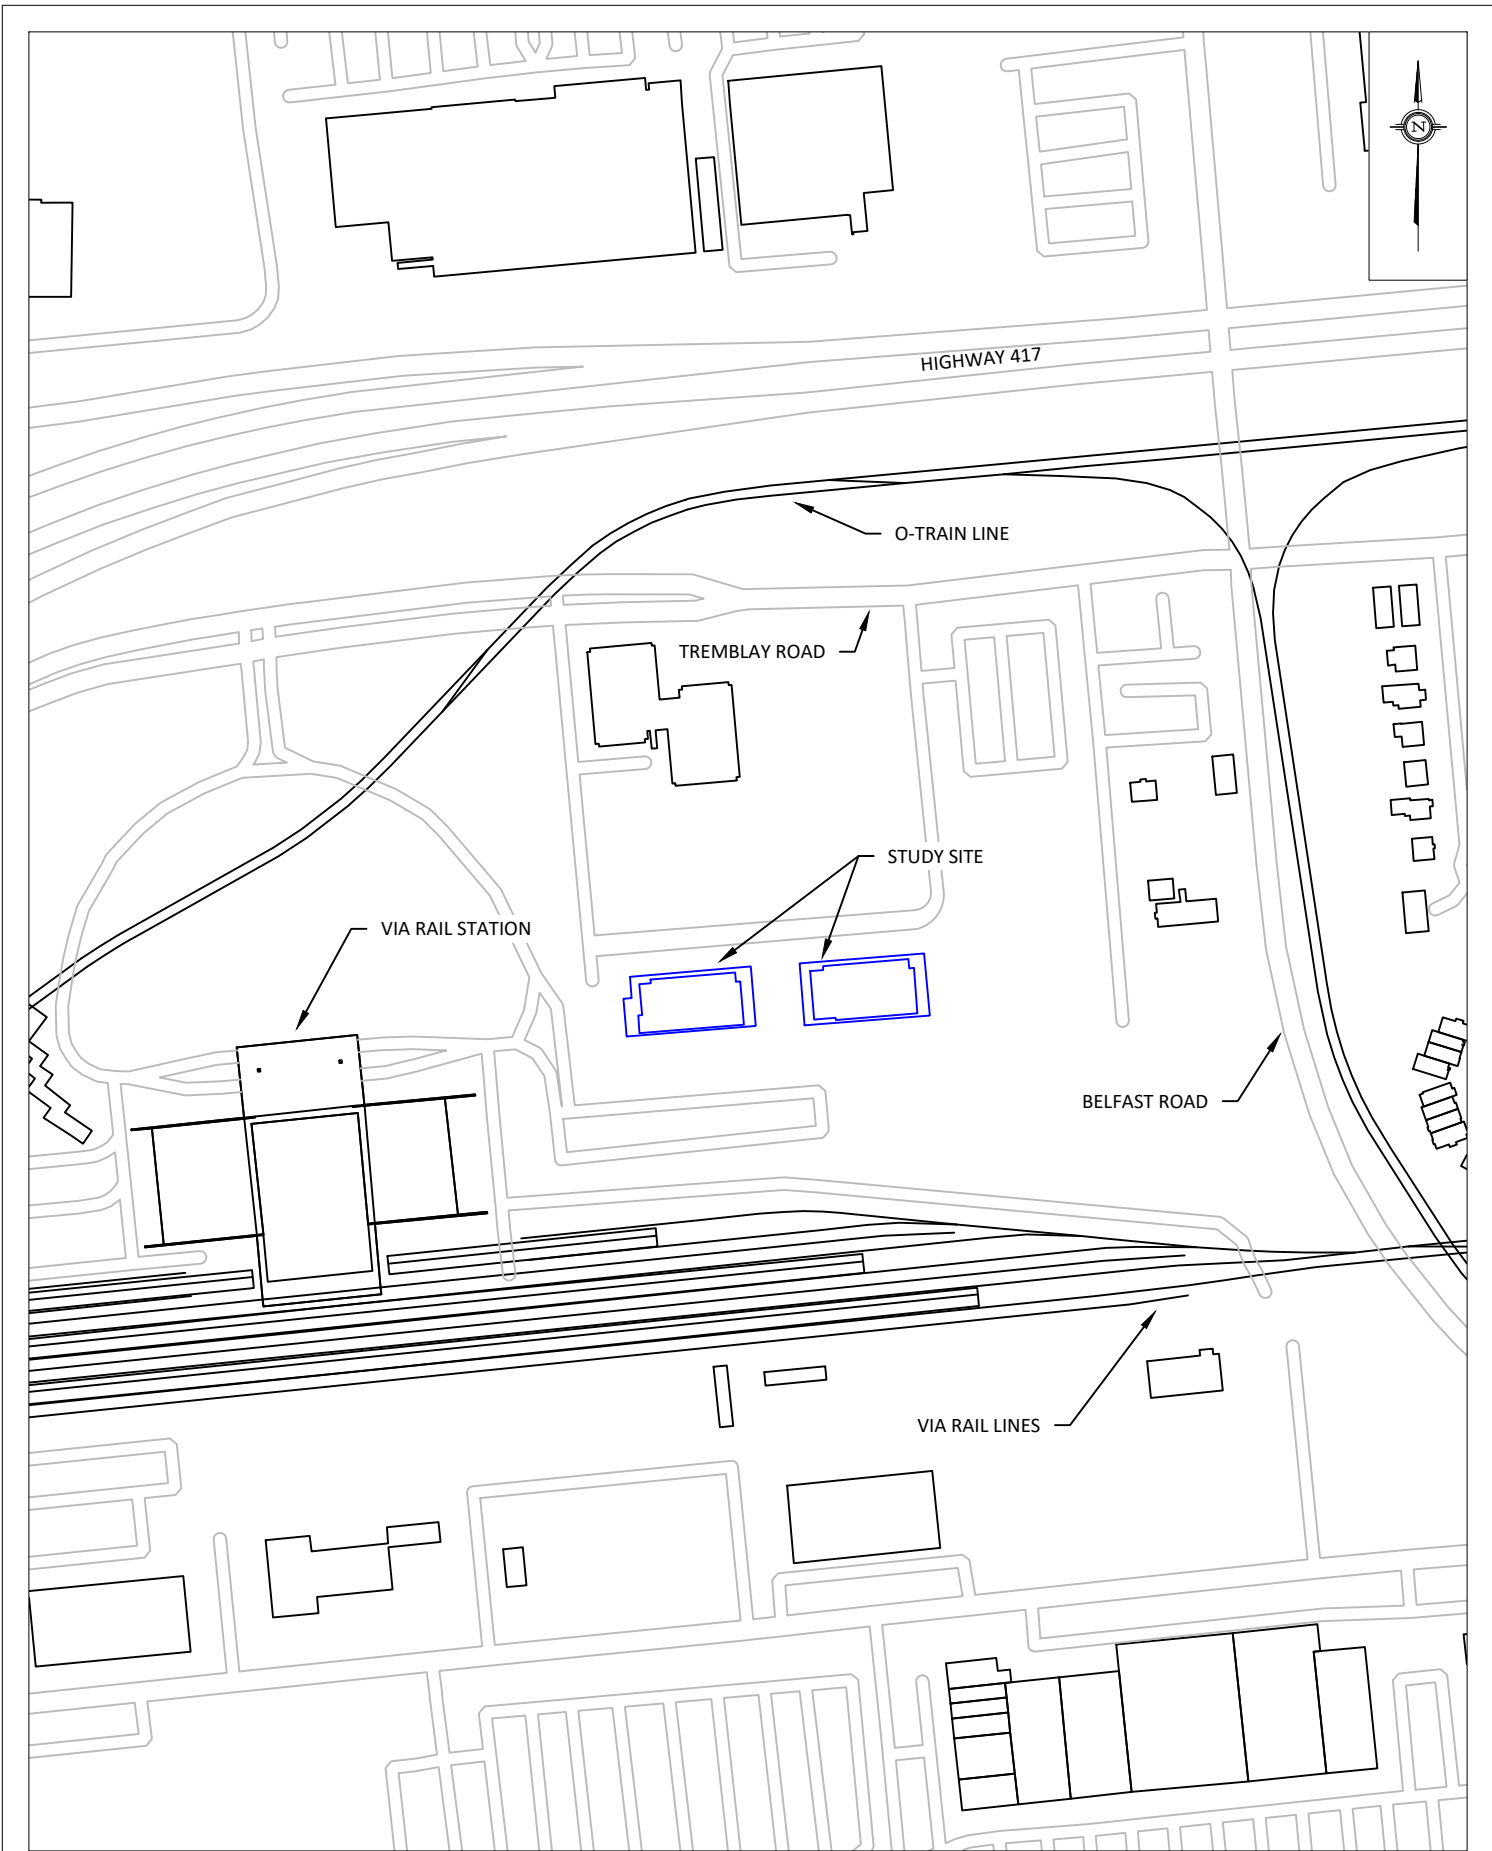 N
HIGHWAY 417
O-TRAIN LINE
TREMBLAY ROAD
STUDY SITE
VIA RAIL STATION
BELFAST ROAD
VIA RAIL LINES